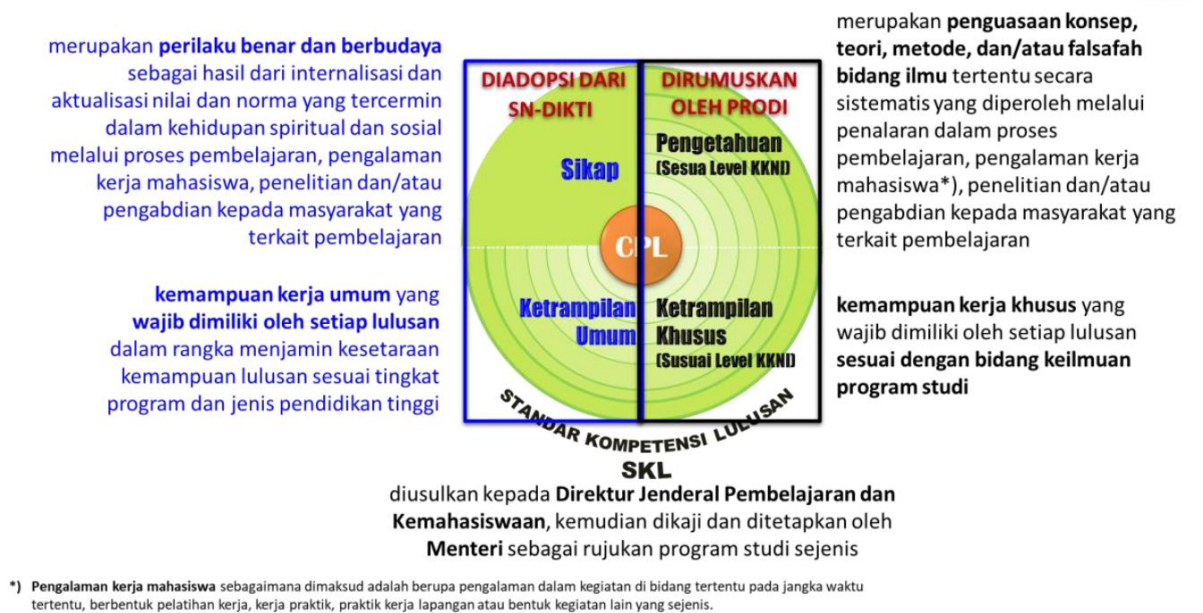 merupakan perilaku benar dan berbudaya
sebagai hasil dari internalisasi dan
aktualisasi nilai dan norma yang tercermin
dalam kehidupan spiritual dan sosial
melalui proses pembelajaran, pengalaman
kerja mahasiswa, penelitian dan/atau
pengabdian kepada masyarakat yang
terkait pembelajaran
kemampuan kerja umum yang
wajib dimiliki oleh setiap lulusan
dalam rangka menjamin kesetaraan
kemampuan lulusan sesuai tingkat
program dan jenis pendidikan tinggi
DIADOPSI DARI
SN-DIKTI
Sikap
Ketrampilan
Umum
CPL
DIRUMUSKAN
OLEH PRODI
Pengetahuan
(Sesua Level KKNI)
Ketrampilan
Khusus
(Susuai Level KKNI)
merupakan penguasaan konsep,
teori, metode, dan/atau falsafah
bidang ilmu tertentu secara
sistematis yang diperoleh melalui
penalaran dalam proses
pembelajaran, pengalaman kerja
mahasiswa*), penelitian dan/atau
pengabdian kepada masyarakat yang
terkait pembelajaran
kemampuan kerja khusus yang
wajib dimiliki oleh setiap lulusan
sesuai dengan bidang keilmuan
program studi
STANDAR KOMPETENSI LULUSAN
SKL
diusulkan kepada Direktur Jenderal Pembelajaran dan
Kemahasiswaan, kemudian dikaji dan ditetapkan oleh
Menteri sebagai rujukan program studi sejenis
*) Pengalaman kerja mahasiswa sebagaimana dimaksud adalah berupa pengalaman dalam kegiatan di bidang tertentu pada jangka waktu
tertentu, berbentuk pelatihan kerja, kerja praktik, praktik kerja lapangan atau bentuk kegiatan lain yang sejenis.